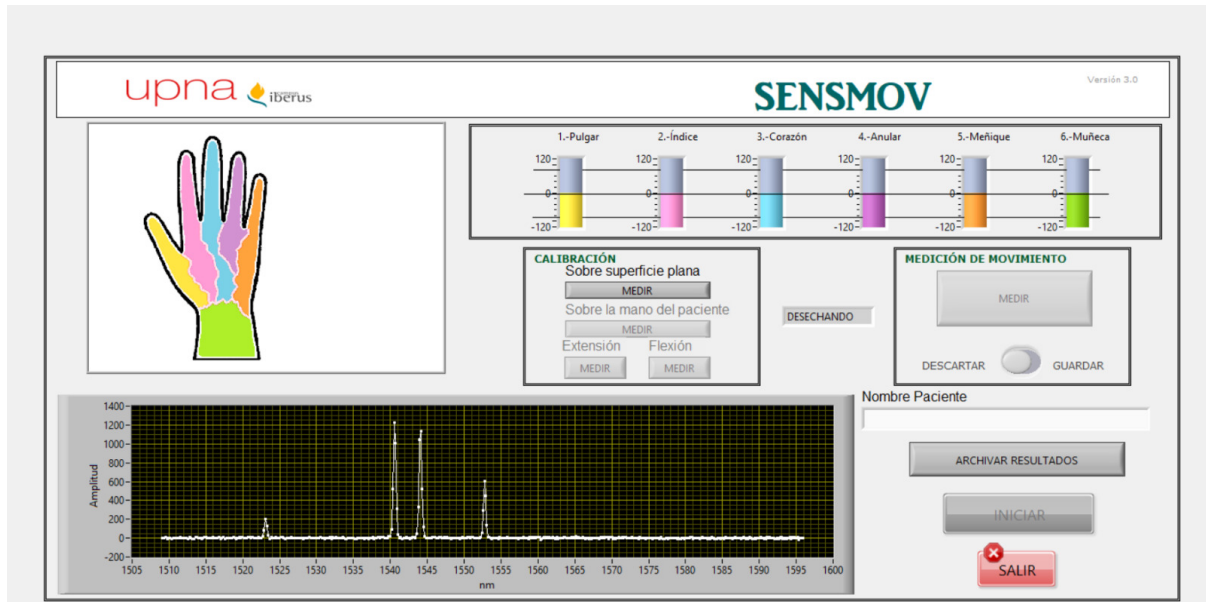 upna iberus
SENSMOV
Versión 3.0
1.-Pulgar 2.-Índice 3.-Corazón 4.-Anular 5.-Meñique 6.-Muñeca
120 120 120 120 120 120
0 0 0 0 0 0
-120 -120 -120 -120 -120 -120
CALIBRACIÓN
Sobre superficie plana
MEDIR
Sobre la mano del paciente
MEDIR
Extensión Flexión
MEDIR MEDIR
DESECHANDO
MEDICIÓN DE MOVIMIENTO
MEDIR
DESCARTAR GUARDAR
Amplitud
1400
1200
1000
800
600
400
200
0
-200
1505 1510 1515 1520 1525 1530 1535 1540 1545 1550 1555 1560 1565 1570 1575 1580 1585 1590 1595 1600
nm
Nombre Paciente
ARCHIVAR RESULTADOS
INICIAR
SALIR